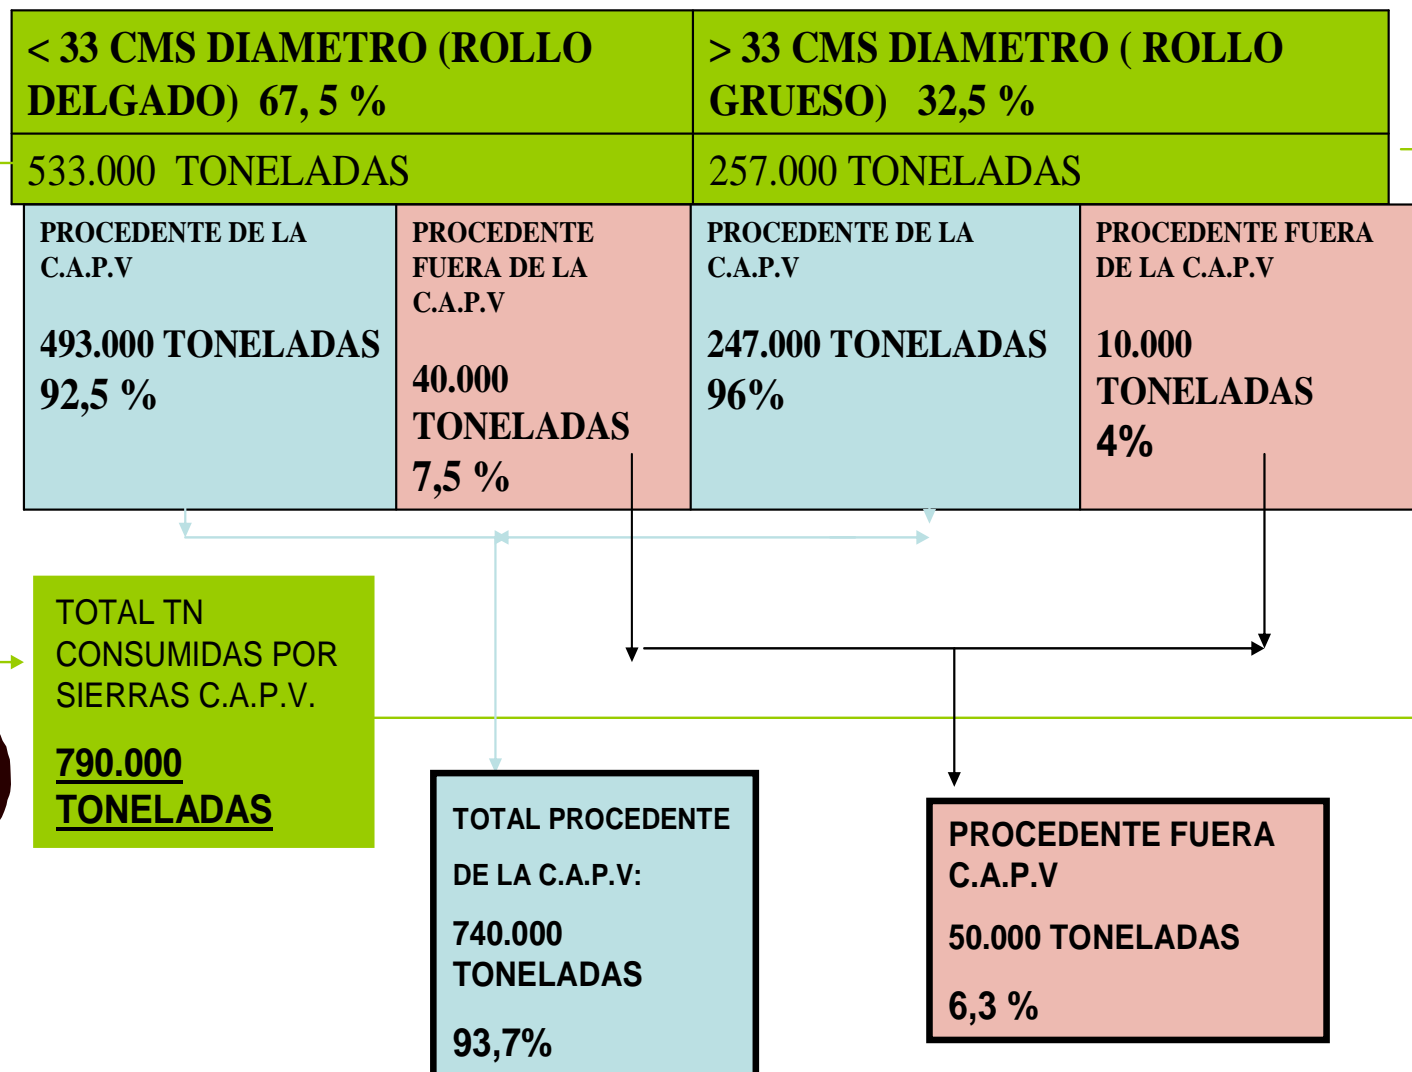 < 33 CMS DIAMETRO (ROLLO
DELGADO)  67, 5 %
> 33 CMS DIAMETRO ( ROLLO
GRUESO)   32,5 %
533.000  TONELADAS
257.000 TONELADAS
PROCEDENTE DE LA
C.A.P.V
493.000 TONELADAS
92,5 %
PROCEDENTE
FUERA DE LA
C.A.P.V
40.000
TONELADAS
7,5 %
PROCEDENTE DE LA
C.A.P.V
247.000 TONELADAS
96%
PROCEDENTE FUERA
DE LA C.A.P.V
10.000
TONELADAS
4%
TOTAL TN
CONSUMIDAS POR
SIERRAS C.A.P.V.
790.000
TONELADAS
TOTAL PROCEDENTE
DE LA C.A.P.V:
740.000
TONELADAS
93,7%
PROCEDENTE FUERA
C.A.P.V
50.000 TONELADAS
6,3 %